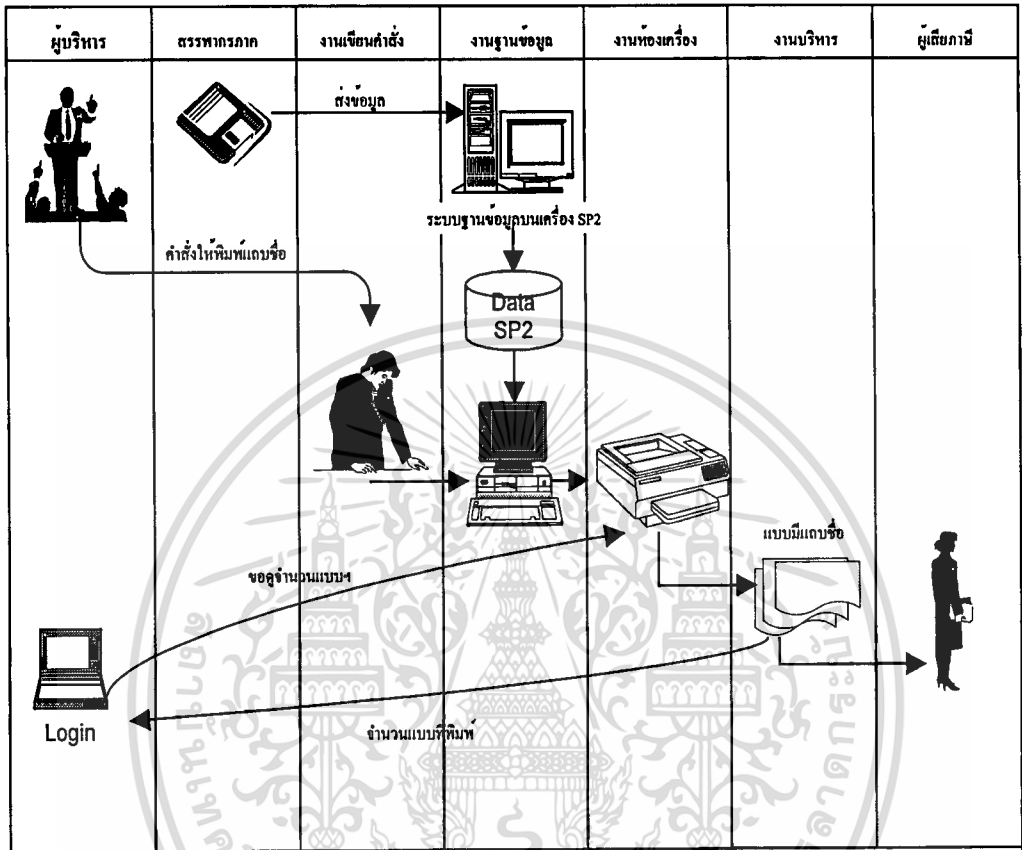 ผู้บริหาร
สรรพากรภาค
งานเขียนคำสั่ง
งานฐานข้อมูล
งานห้องเครื่อง
งานบริหาร
ผู้เสียภาษี
ส่งข้อมูล
ระบบฐานข้อมูลบนเครื่อง SP2
คำสั่งให้พิมพ์แถบชื่อ
Data
SP2
แบบมีแถบชื่อ
ขอดูจำนวนแบบฯ
Login
จำนวนแบบที่พิมพ์